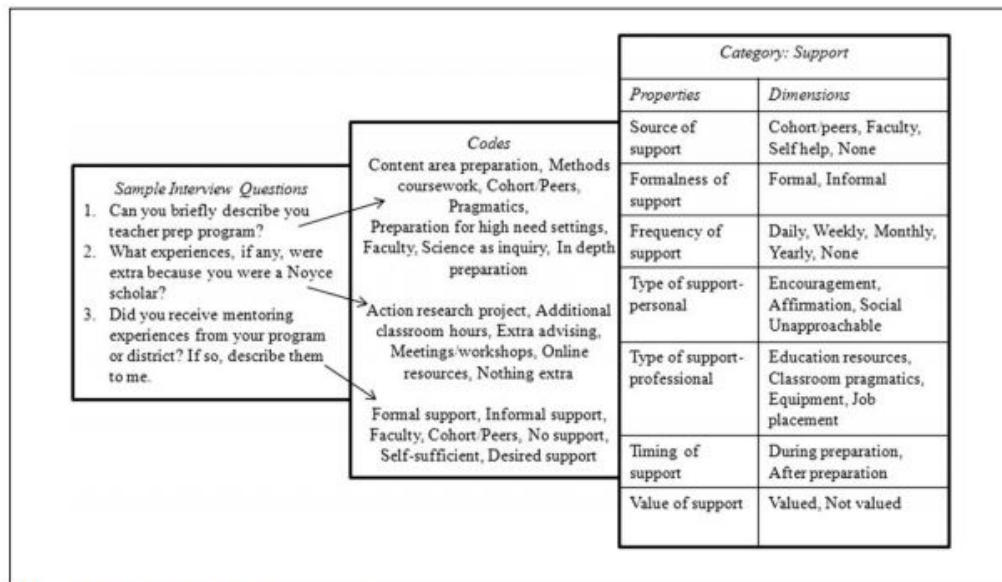 Sample Interview Questions
1. Can you briefly describe you
teacher prep program?
2. What experiences, if any, were
extra because you were a Noyce
scholar?
3. Did you receive mentoring
experiences from your program
or district? If so, describe them
to me.
Codes
Content area preparation, Methods
coursework, Cohort/Peers,
Pragmatics,
Preparation for high need settings,
Faculty, Science as inquiry, In depth
preparation
Action research project, Additional
classroom hours, Extra advising,
Meetings/workshops, Online
resources, Nothing extra
Formal support, Informal support,
Faculty, Cohort/Peers, No support,
Self-sufficient, Desired support
Category: Support
Properties Dimensions
Source of Cohort/peers, Faculty,
support Self help, None
Formalness of Formal, Informal
support
Frequency of Daily, Weekly, Monthly,
support Yearly, None
Type of support- Encouragement,
personal Affirmation, Social
Unapproachable
Type of support- Education resources,
professional Classroom pragmatics,
Equipment, Job
placement
Timing of During preparation,
support After preparation
Value of support Valued, Not valued